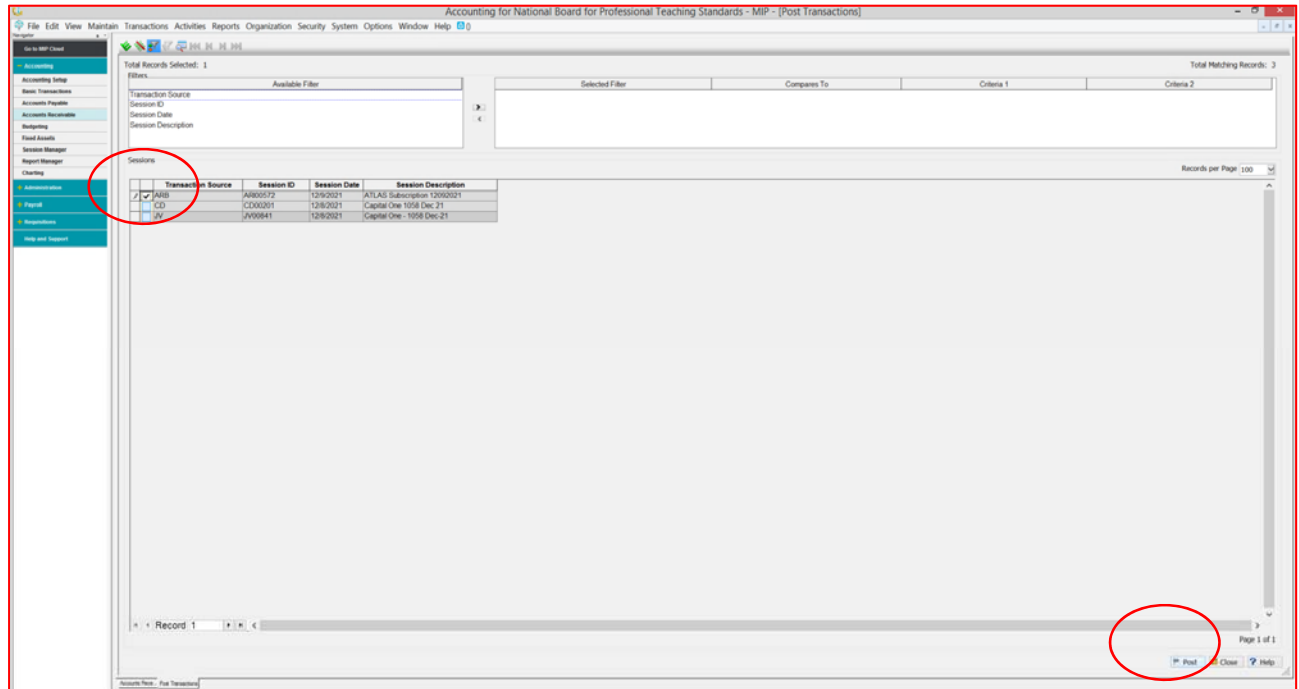 Accounting for National Board for Professional Teaching Standards - MIP - [Post Transactions]
File Edit View Maintain Transactions Activities Reports Organization Security System Options Window Help
Navigator
Go to MIP Cloud
Accounting
Accounting Setup
Basic Transactions
Accounts Payable
Accounts Receivable
Budgeting
Fixed Assets
Session Manager
Report Manager
Charting
Administration
Payroll
Requisitions
Help and Support
Total Records Selected: 1
Total Matching Records: 3
Filters
Available Filter
Selected Filter Compares To Criteria 1 Criteria 2
Transaction Source
Session ID
Session Date
Session Description
Sessions
Records per Page 100
Transaction Source Session ID Session Date Session Description
ARB ARI00572 12/9/2021 ATLAS Subscription 12092021
CD CD00201 12/8/2021 Capital One 1058 Dec 21
JV JV00841 12/8/2021 Capital One - 1058 Dec-21
Record 1
Page 1 of 1
Post Close ? Help
Accounts Rece... Post Transactions